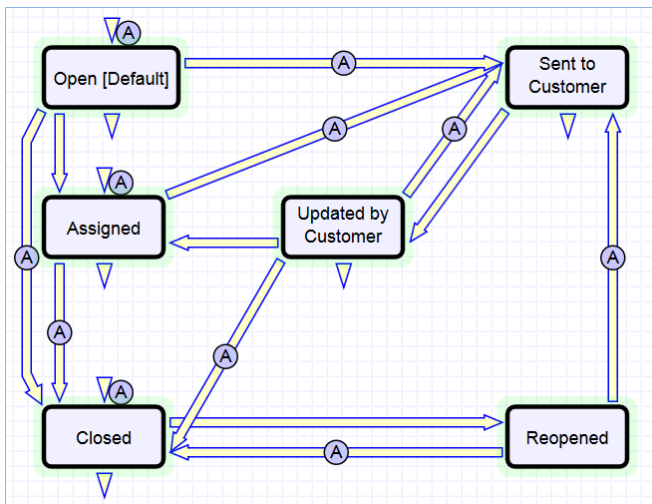 A
Open [Default]
A
Sent to
Customer
A
A
A
Assigned
Updated by
Customer
A
A
A
A
A
Closed
Reopened
A